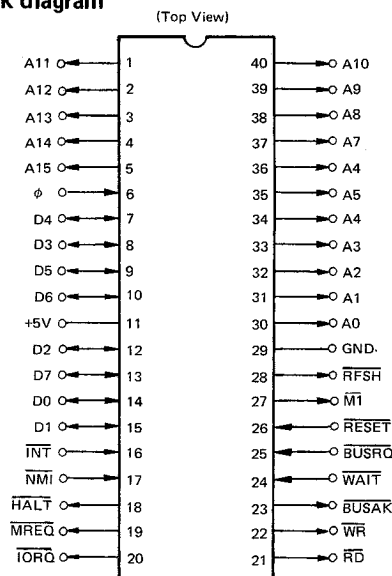 K diagram
(Top View)
A11 1 40 A10
A12 2 39 A9
A13 3 38 A8
A14 4 37 A7
A15 5 36 A4
φ 6 35 A5
D4 7 34 A4
D3 8 33 A3
D5 9 32 A2
D6 10 31 A1
+5V 11 30 A0
D2 12 29 GND.
D7 13 28 RFSH
D0 14 27 M1
D1 15 26 RESET
INT 16 25 BUSRQ
NMI 17 24 WAIT
HALT 18 23 BUSAK
MREQ 19 22 WR
IORQ 20 21 RD